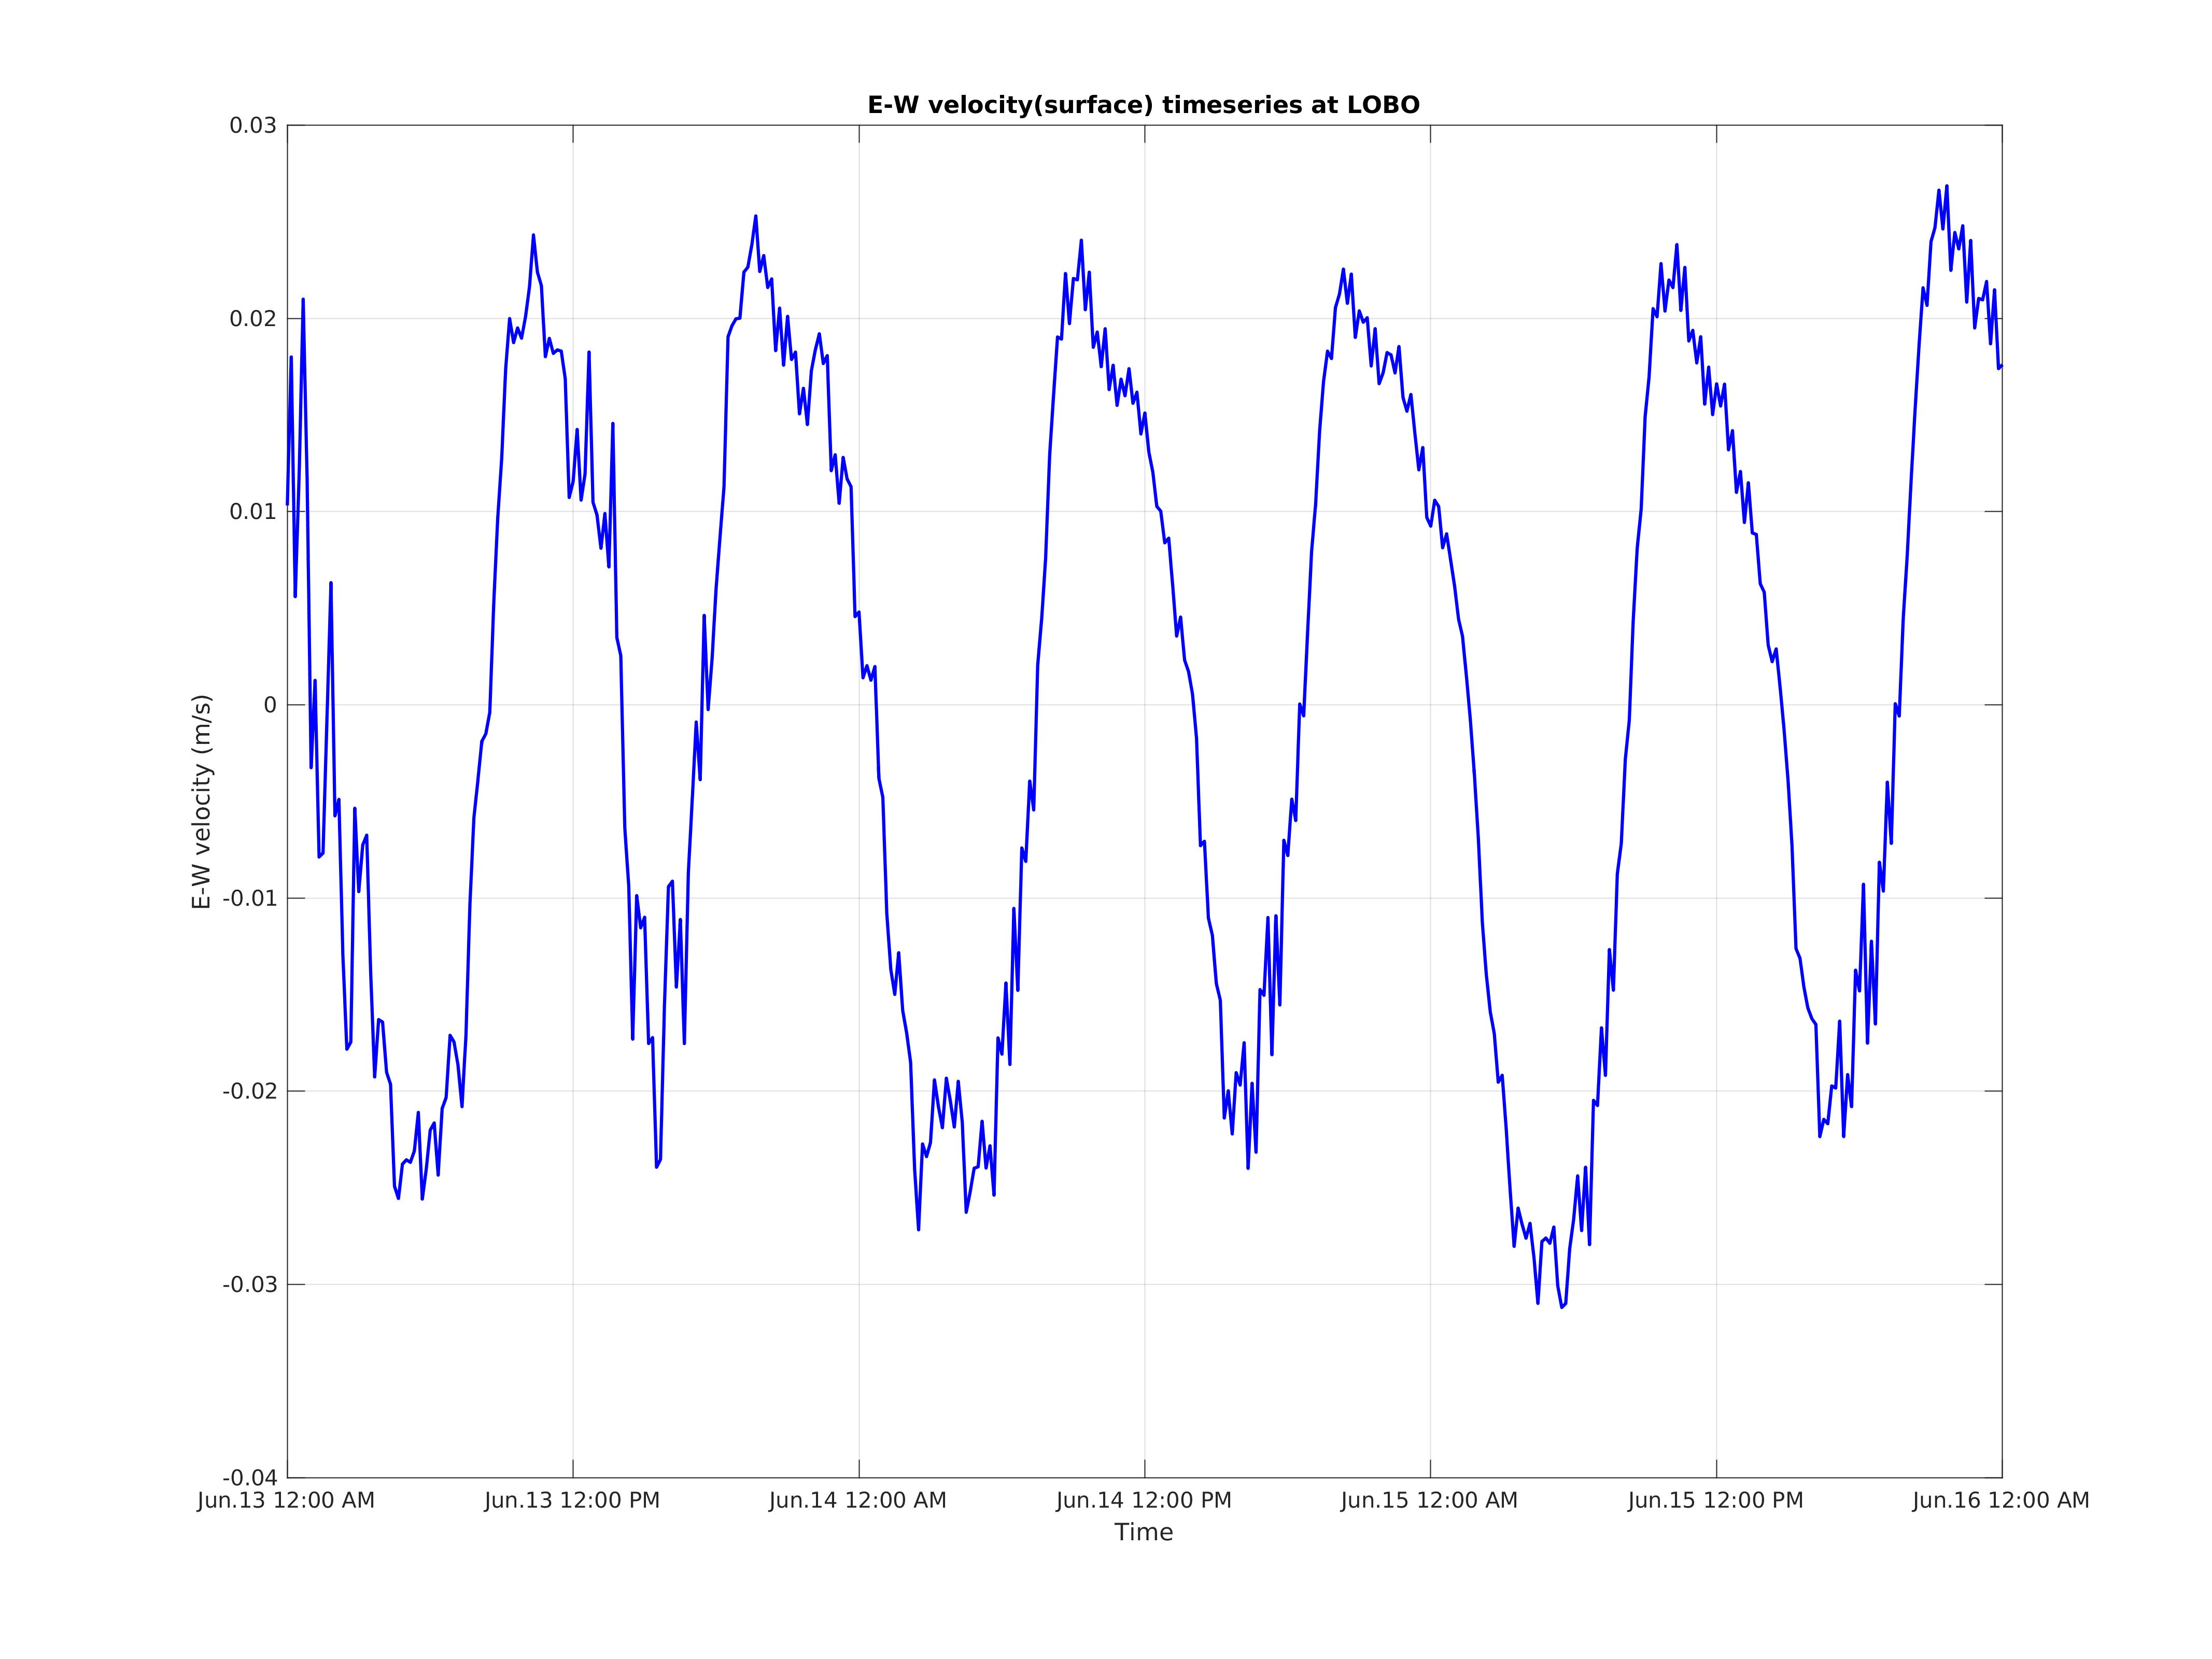 E-W velocity(surface) timeseries at LOBO
0.03
0.02
0.01
0
-0.01
-0.02
-0.03
-0.04
E-W velocity (m/s)
Jun.13 12:00 AM Jun.13 12:00 PM Jun.14 12:00 AM Jun.14 12:00 PM Jun.15 12:00 AM Jun.15 12:00 PM Jun.16 12:00 AM
Time